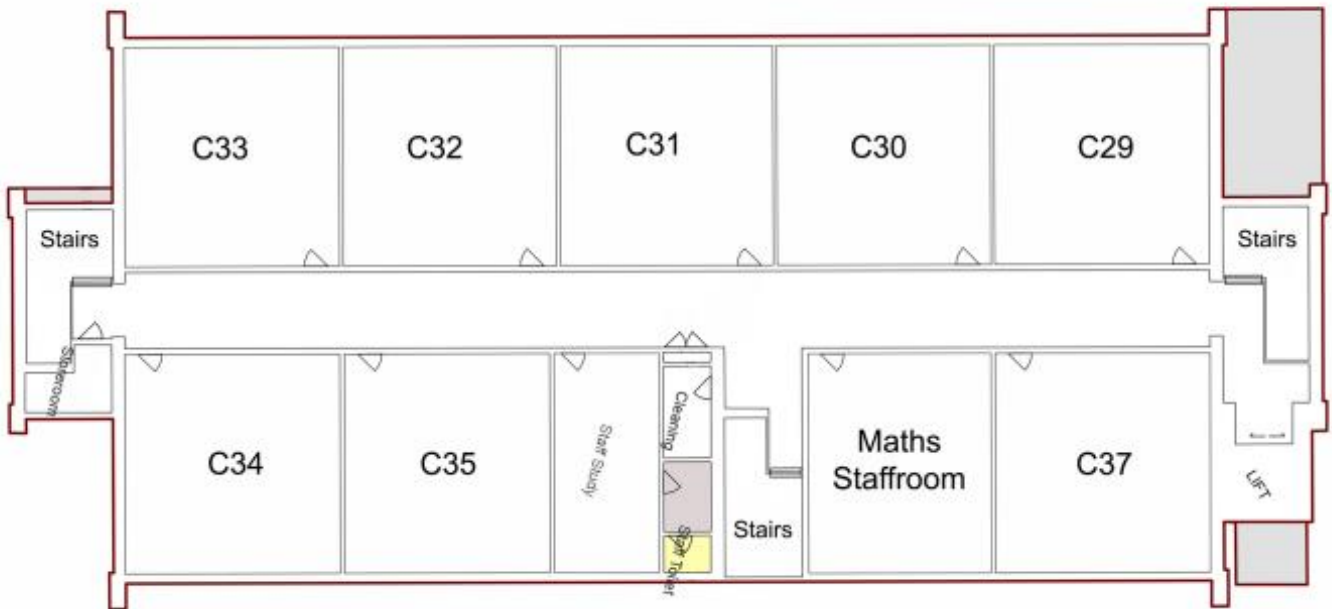 C33
C32
C31
C30
C29
Stairs
Stairs
Storeroom
C34
C35
Staff Study
Cleaning
Staff Toilet
Stairs
Maths
Staffroom
C37
LIFT